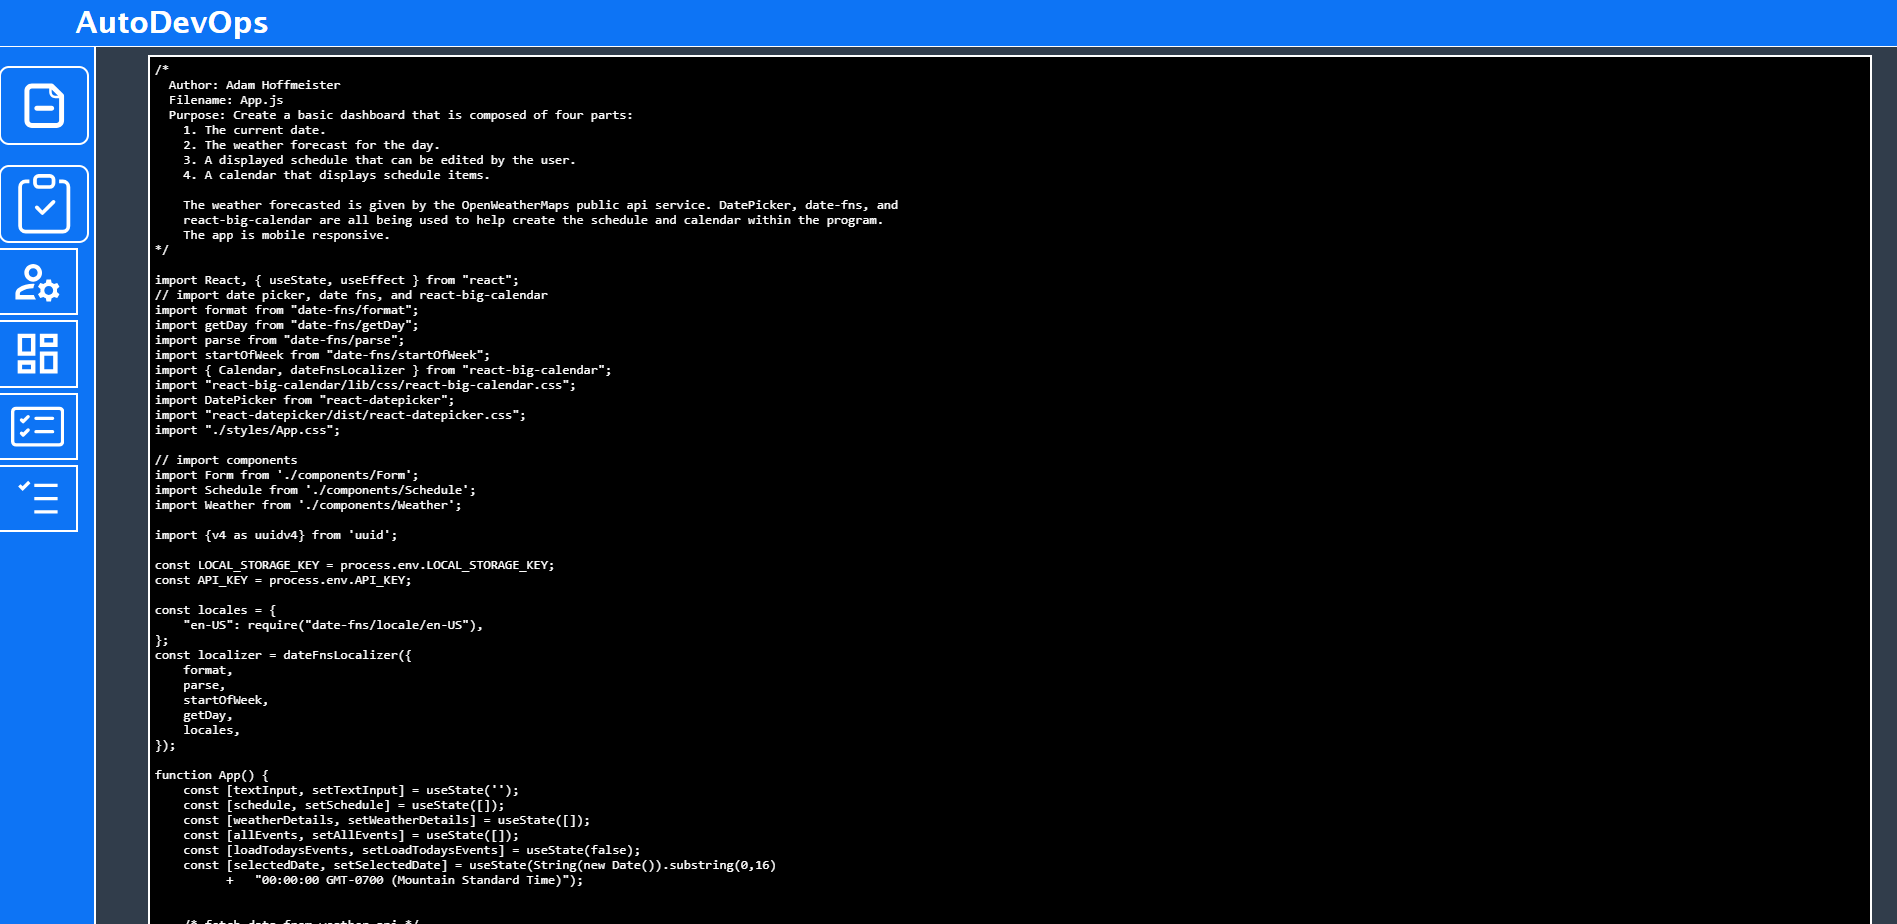 AutoDevOps
/*
  Author: Adam Hoffmeister
  Filename: App.js
  Purpose: Create a basic dashboard that is composed of four parts:
    1. The current date.
    2. The weather forecast for the day.
    3. A displayed schedule that can be edited by the user.
    4. A calendar that displays schedule items.

    The weather forecasted is given by the OpenWeatherMaps public api service. DatePicker, date-fns, and
    react-big-calendar are all being used to help create the schedule and calendar within the program.
    The app is mobile responsive.
*/

import React, { useState, useEffect } from "react";
// import date picker, date fns, and react-big-calendar
import format from "date-fns/format";
import getDay from "date-fns/getDay";
import parse from "date-fns/parse";
import startOfWeek from "date-fns/startOfWeek";
import { Calendar, dateFnsLocalizer } from "react-big-calendar";
import "react-big-calendar/lib/css/react-big-calendar.css";
import DatePicker from "react-datepicker";
import "react-datepicker/dist/react-datepicker.css";
import "./styles/App.css";

// import components
import Form from './components/Form';
import Schedule from './components/Schedule';
import Weather from './components/Weather';

import {v4 as uuidv4} from 'uuid';

const LOCAL_STORAGE_KEY = process.env.LOCAL_STORAGE_KEY;
const API_KEY = process.env.API_KEY;

const locales = {
    "en-US": require("date-fns/locale/en-US"),
};
const localizer = dateFnsLocalizer({
    format,
    parse,
    startOfWeek,
    getDay,
    locales,
});

function App() {
    const [textInput, setTextInput] = useState('');
    const [schedule, setSchedule] = useState([]);
    const [weatherDetails, setWeatherDetails] = useState([]);
    const [allEvents, setAllEvents] = useState([]);
    const [loadTodaysEvents, setLoadTodaysEvents] = useState(false);
    const [selectedDate, setSelectedDate] = useState(String(new Date()).substring(0,16)
          +   "00:00:00 GMT-0700 (Mountain Standard Time)");

    /* fetch data from weather api */